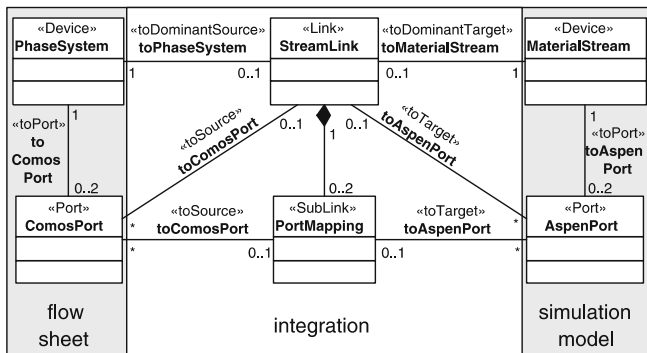 «Device»
PhaseSystem
«toDominantSource»
toPhaseSystem
1
0..1
«Link»
StreamLink
«toDominantTarget»
toMaterialStream
0..1
1
«Device»
MaterialStream
1
«toPort»
to
Comos
Port
0..2
«toSource»
toComosPort
0..1
*
1
0..2
0..1
«toTarget»
toAspenPort
*
1
«toPort»
toAspen
Port
0..2
«Port»
ComosPort
«toSource»
toComosPort
*
0..1
«SubLink»
PortMapping
«toTarget»
toAspenPort
0..1
*
«Port»
AspenPort
flow
sheet
integration
simulation
model